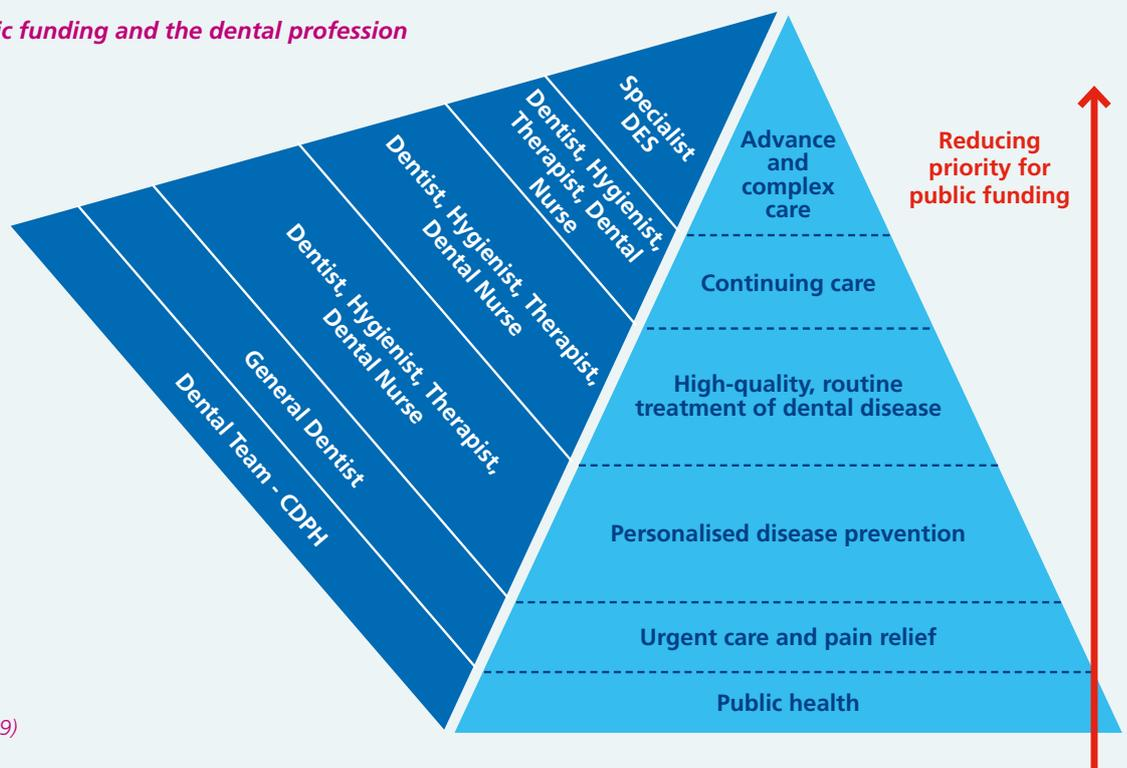 ic funding and the dental profession
Specialist
DES
Dentist, Hygienist,
Therapist, Dental
Nurse
Dentist, Hygienist, Therapist,
Dental Nurse
Dentist, Hygienist, Therapist,
Dental Nurse
General Dentist
Dental Team - CDPH
Advance
and
complex
care
Continuing care
High-quality, routine
treatment of dental disease
Personalised disease prevention
Urgent care and pain relief
Public health
Reducing
priority for
public funding
9)